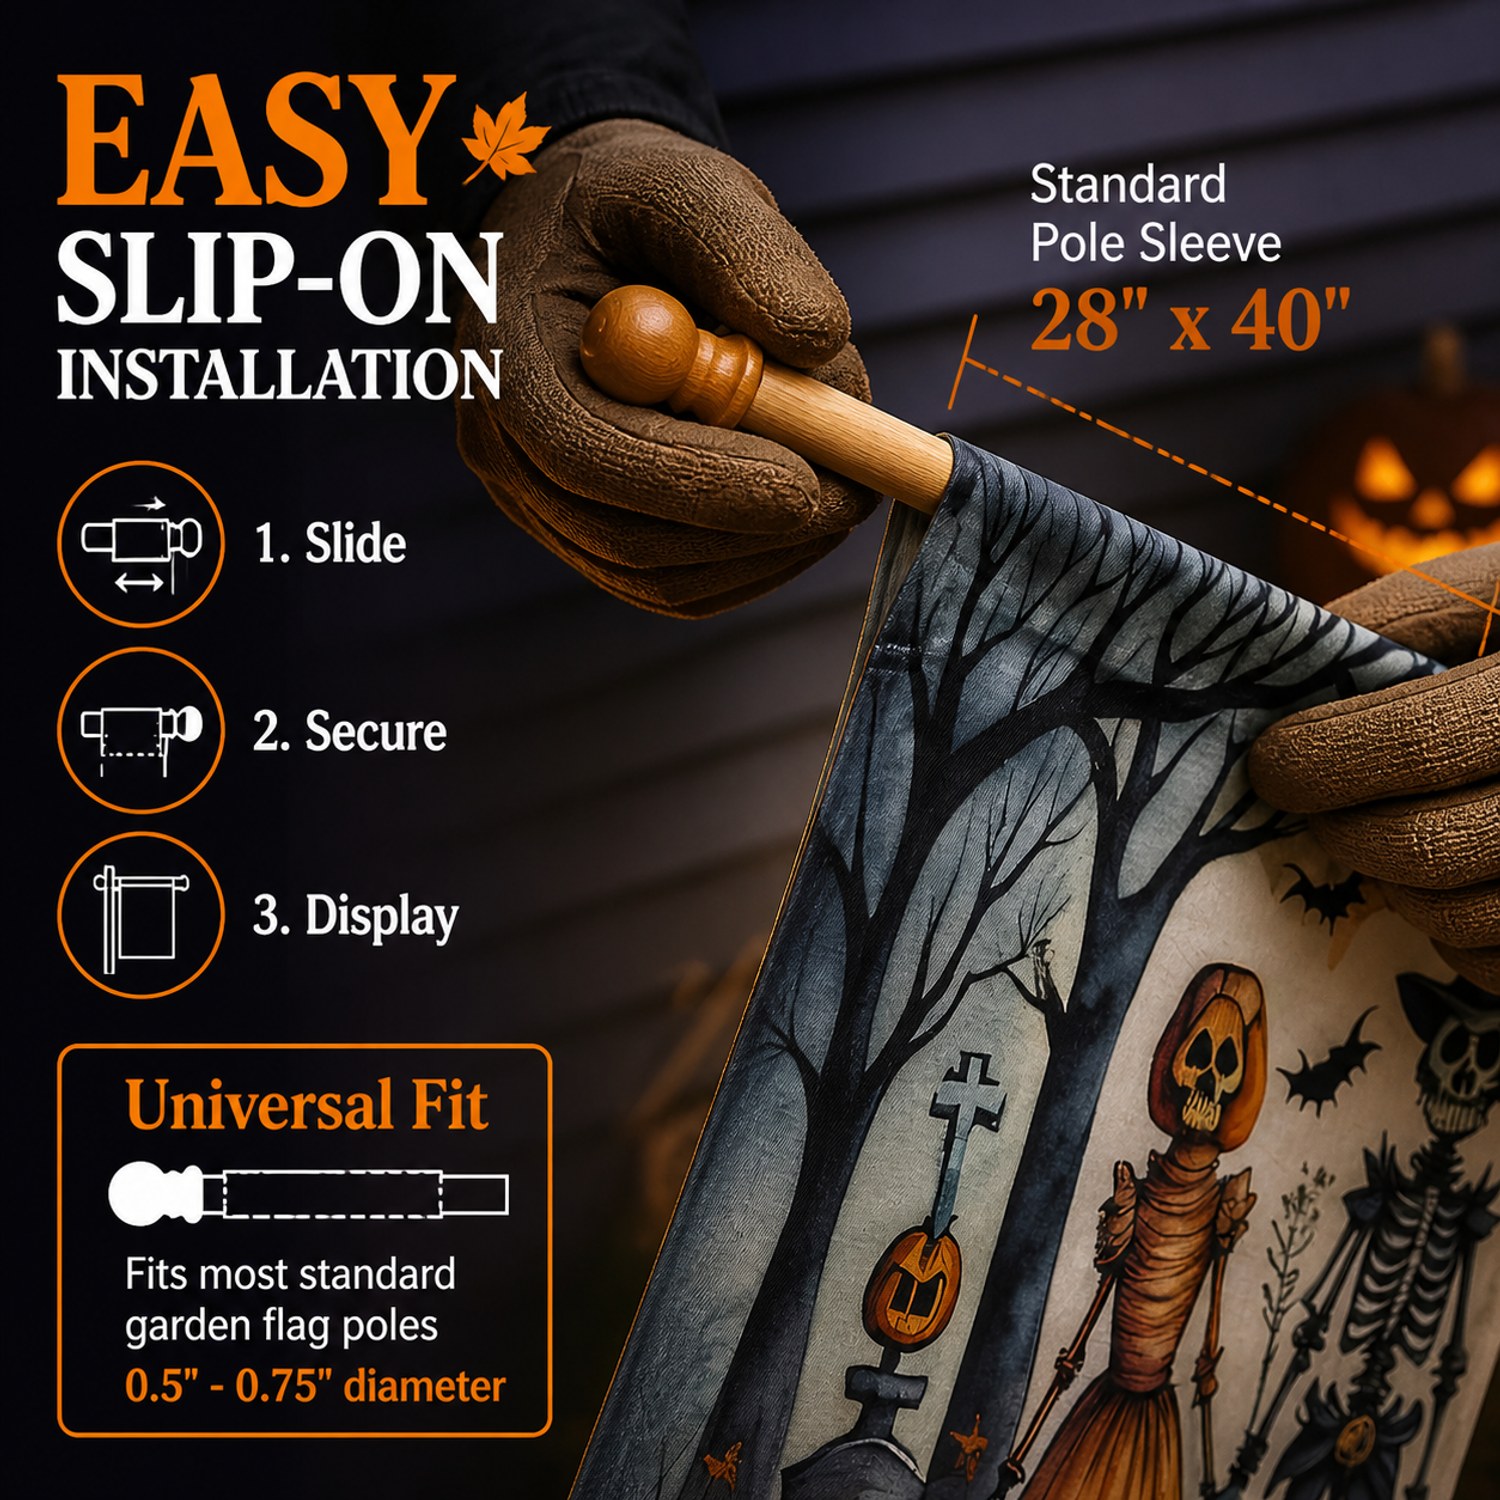 EASY
SLIP-ON
INSTALLATION
Standard
Pole Sleeve
28" x 40"
1. Slide
2. Secure
3. Display
Universal Fit
Fits most standard
garden flag poles
0.5" - 0.75" diameter